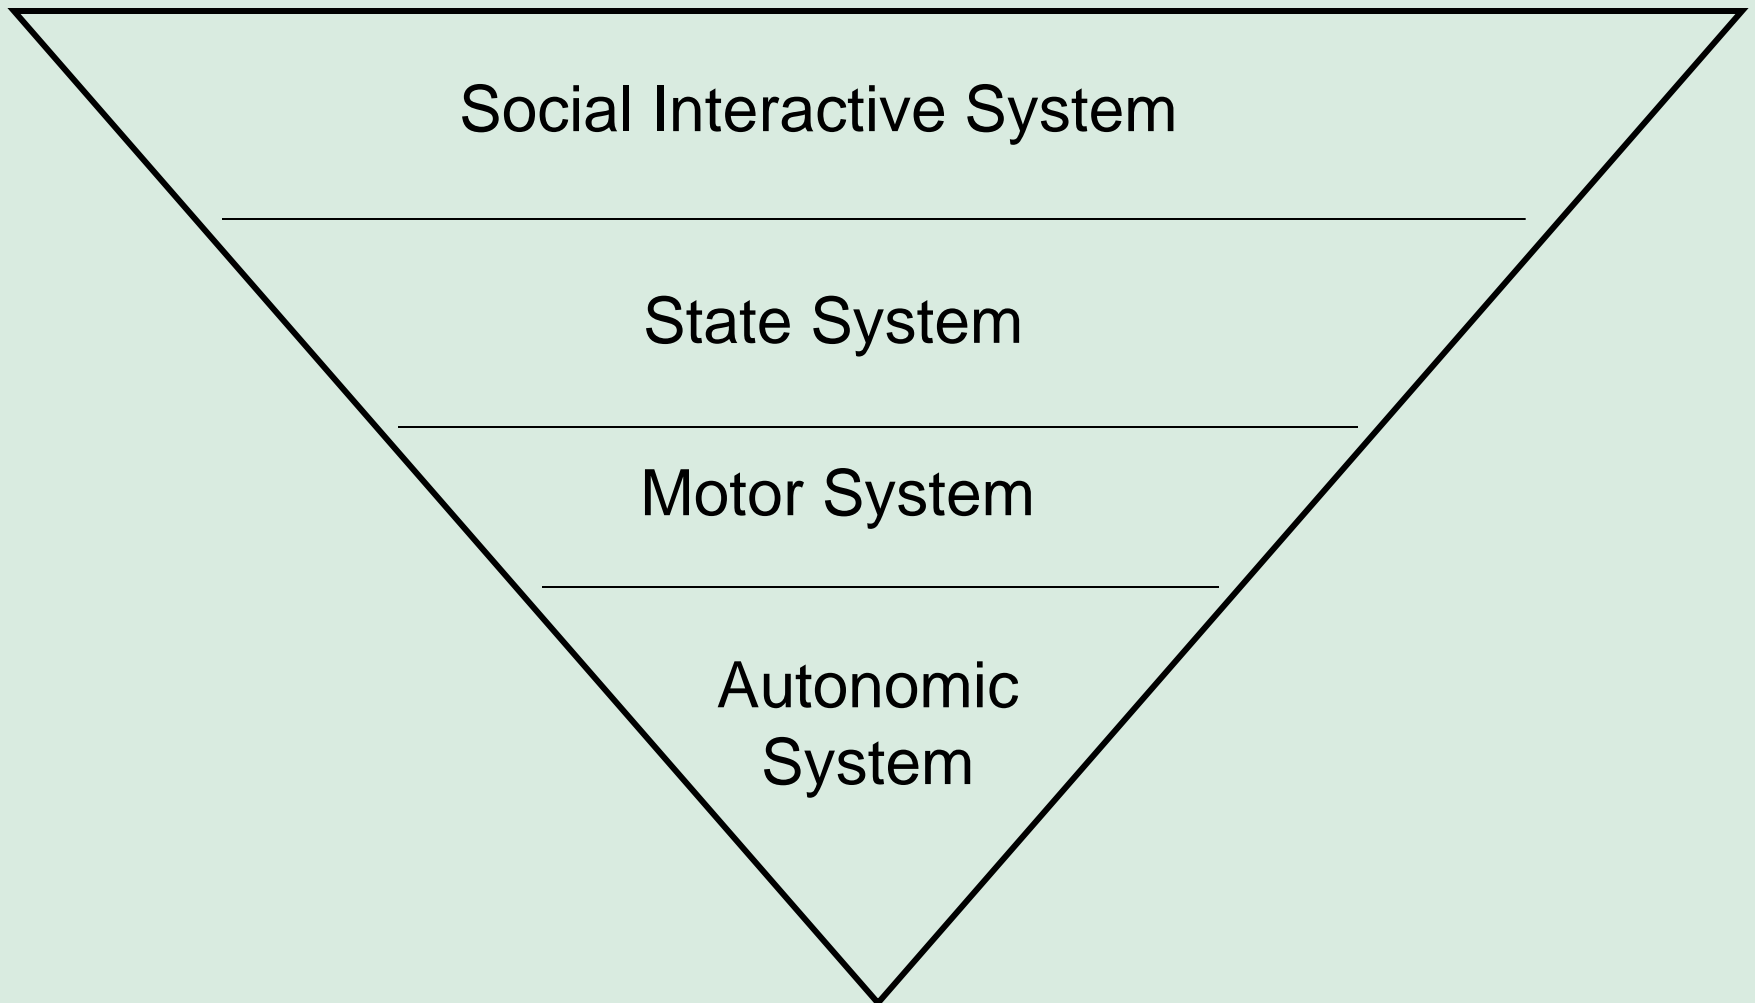 Social Interactive System
State System
Motor System
Autonomic
System